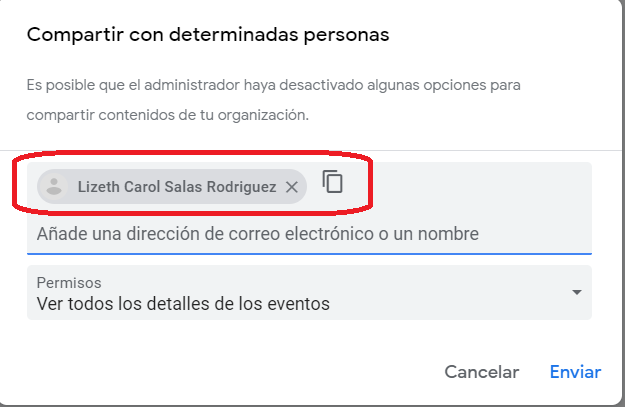 Compartir con determinadas personas
Es posible que el administrador haya desactivado algunas opciones para
compartir contenidos de tu organización.
Lizeth Carol Salas Rodriguez
Añade una dirección de correo electrónico o un nombre
Permisos
Ver todos los detalles de los eventos
Cancelar Enviar